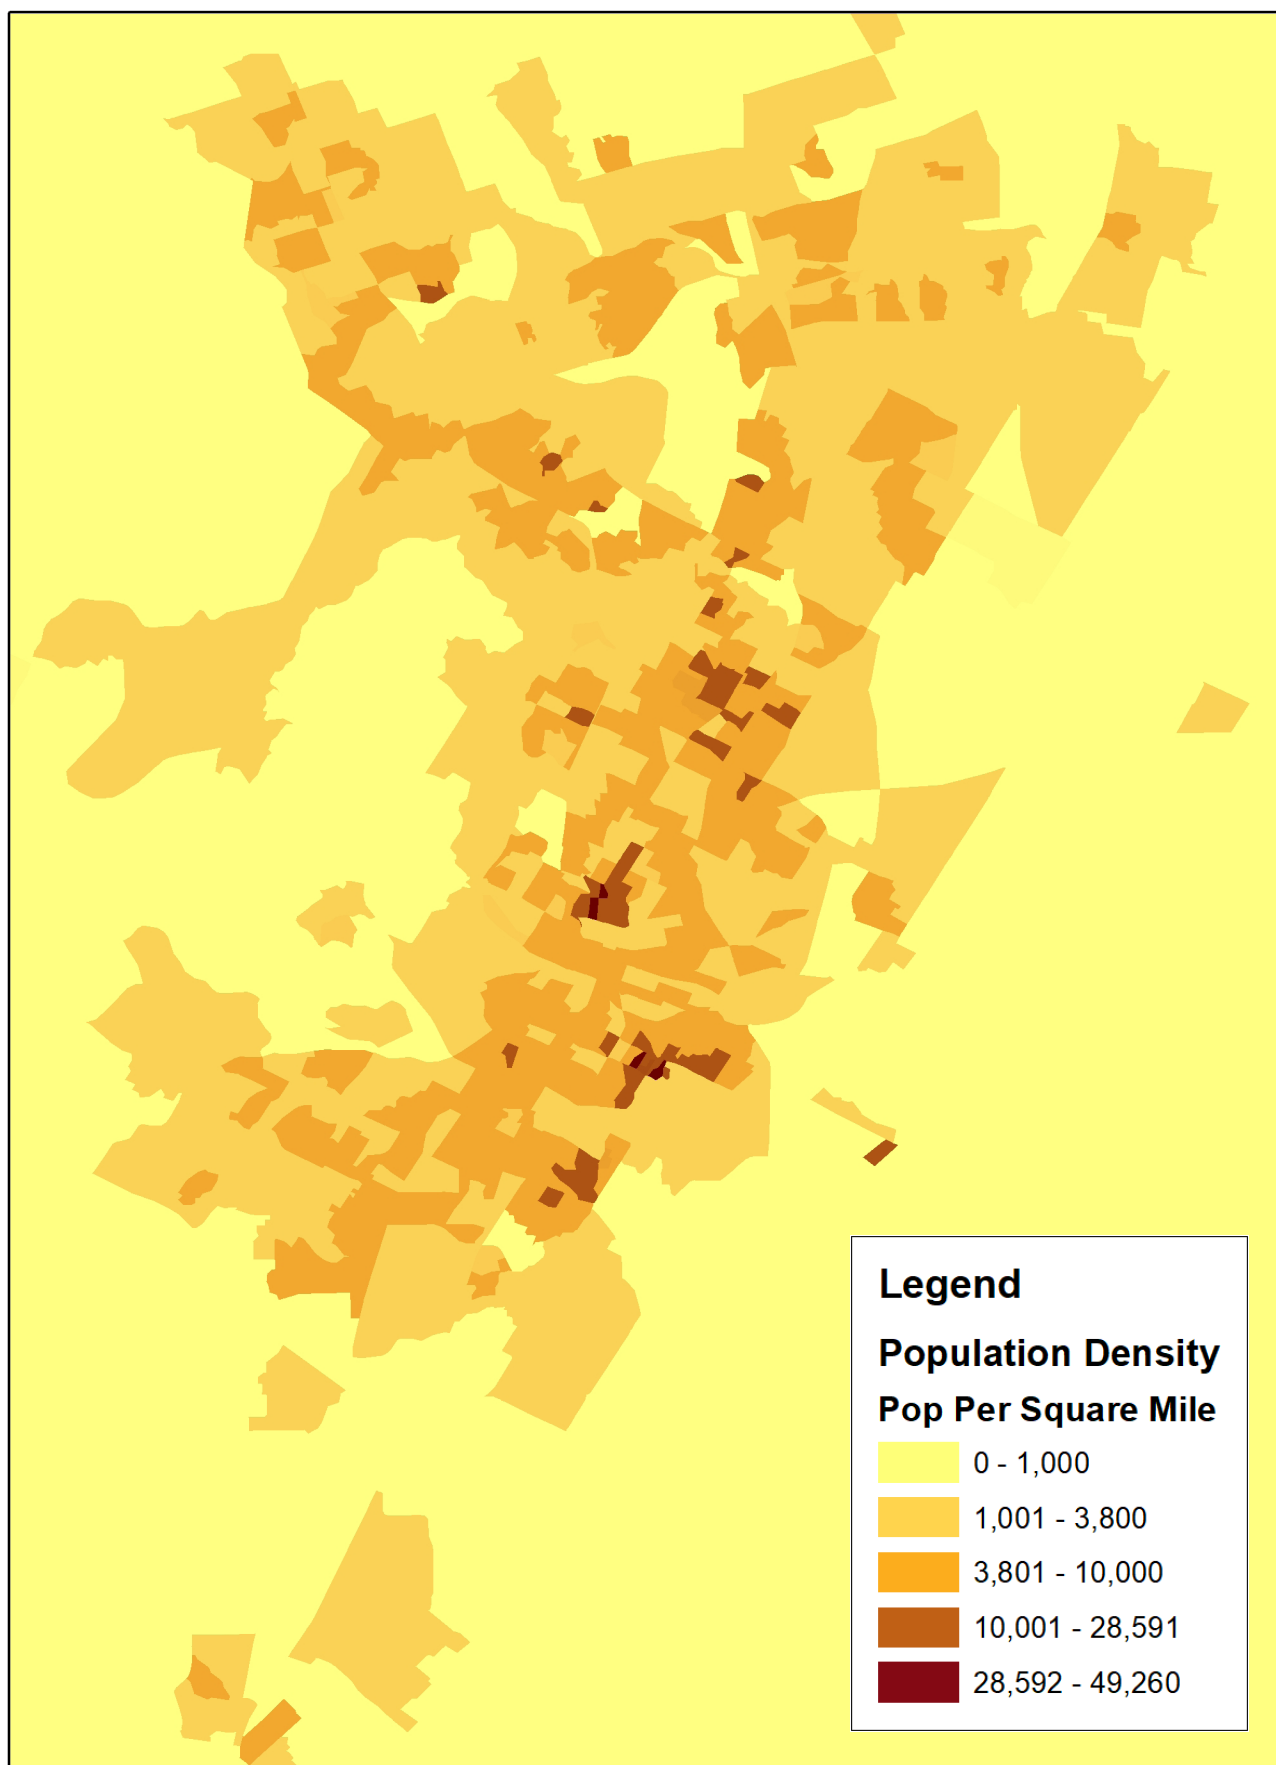 Legend
Population Density
Pop Per Square Mile
0 - 1,000
1,001 - 3,800
3,801 - 10,000
10,001 - 28,591
28,592 - 49,260